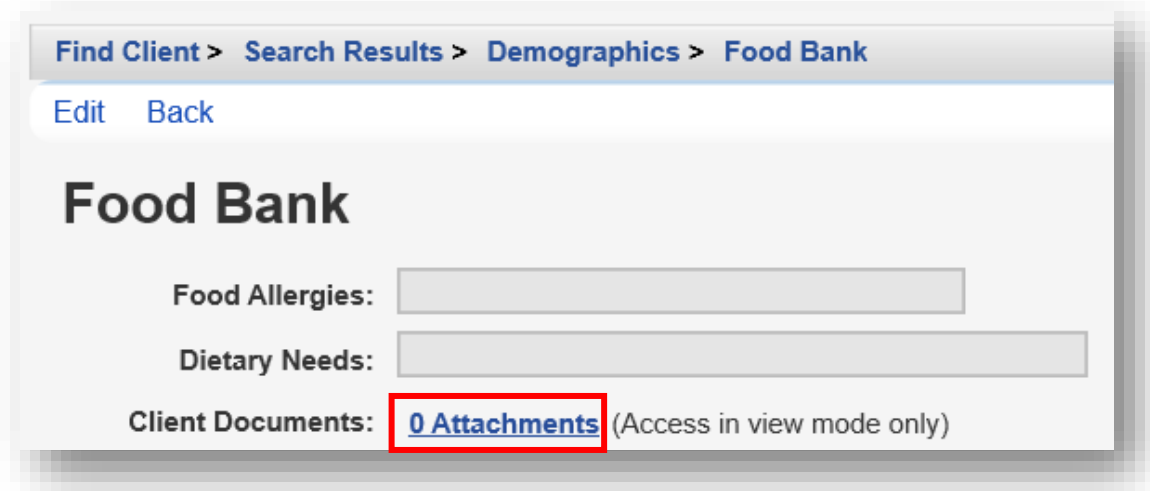 Find Client > Search Results > Demographics > Food Bank
Edit Back
Food Bank
Food Allergies:
Dietary Needs:
Client Documents: 0 Attachments (Access in view mode only)